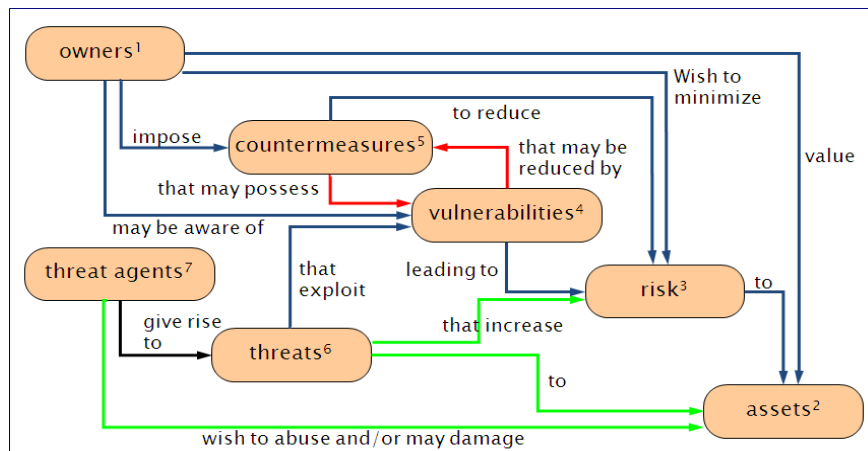 owners¹
Wish to
minimize
to reduce
impose
countermeasures⁵
that may be
reduced by
value
that may possess
vulnerabilities⁴
may be aware of
threat agents⁷
that
exploit
leading to
risk³
to
give rise
to
that increase
threats⁶
to
assets²
wish to abuse and/or may damage